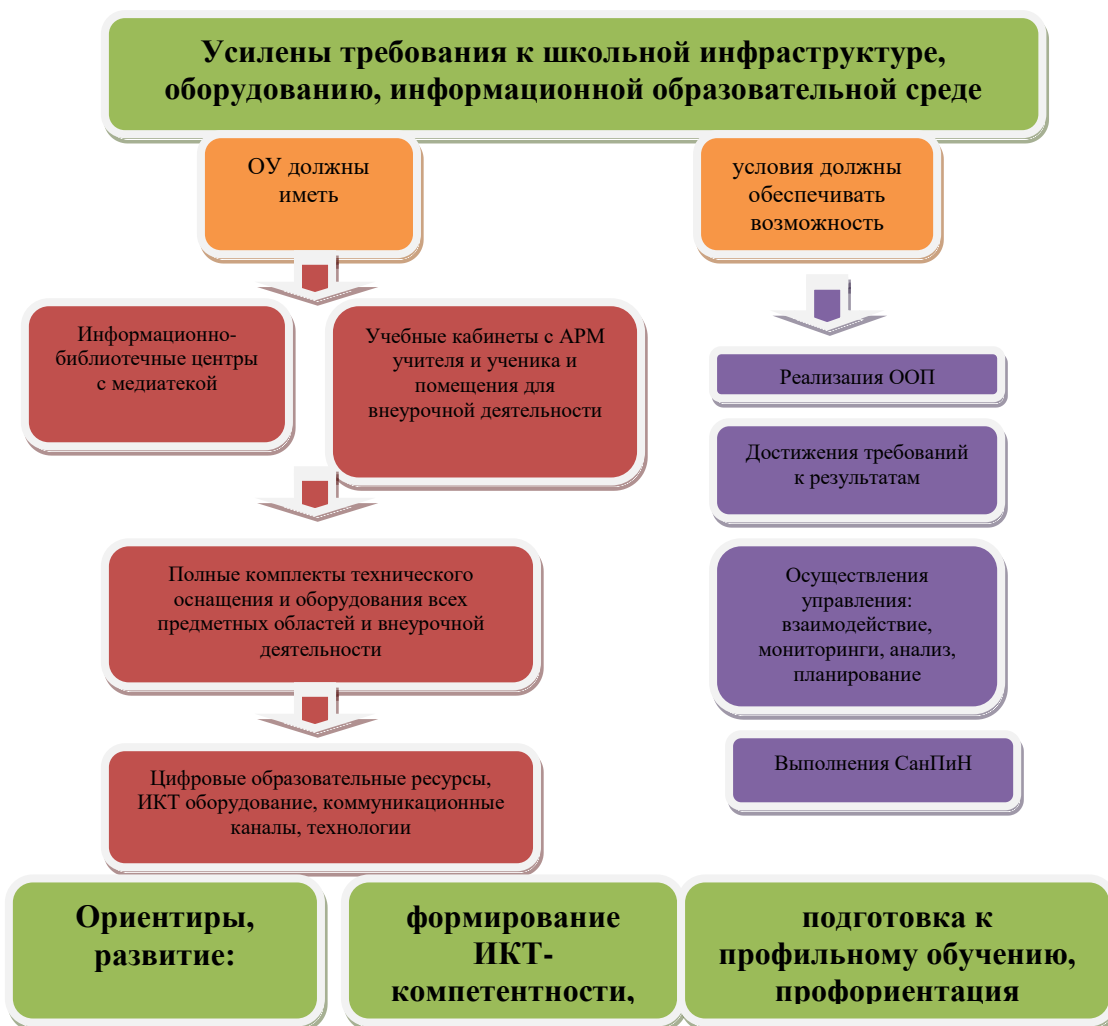 Усилены требования к школьной инфраструктуре,
оборудованию, информационной образовательной среде
ОУ должны
иметь
условия должны
обеспечивать
возможность
Информационно-
библиотечные центры
с медиатекой
Учебные кабинеты с АРМ
учителя и ученика и
помещения для
внеурочной деятельности
Полные комплекты технического
оснащения и оборудования всех
предметных областей и внеурочной
деятельности
Цифровые образовательные ресурсы,
ИКТ оборудование, коммуникационные
каналы, технологии
Реализация ООП
Достижения требований
к результатам
Осуществления
управления:
взаимодействие,
мониторинги, анализ,
планирование
Выполнения СанПиН
Ориентиры,
развитие:
формирование
ИКТ-
компетентности,
подготовка к
профильному обучению,
профориентация